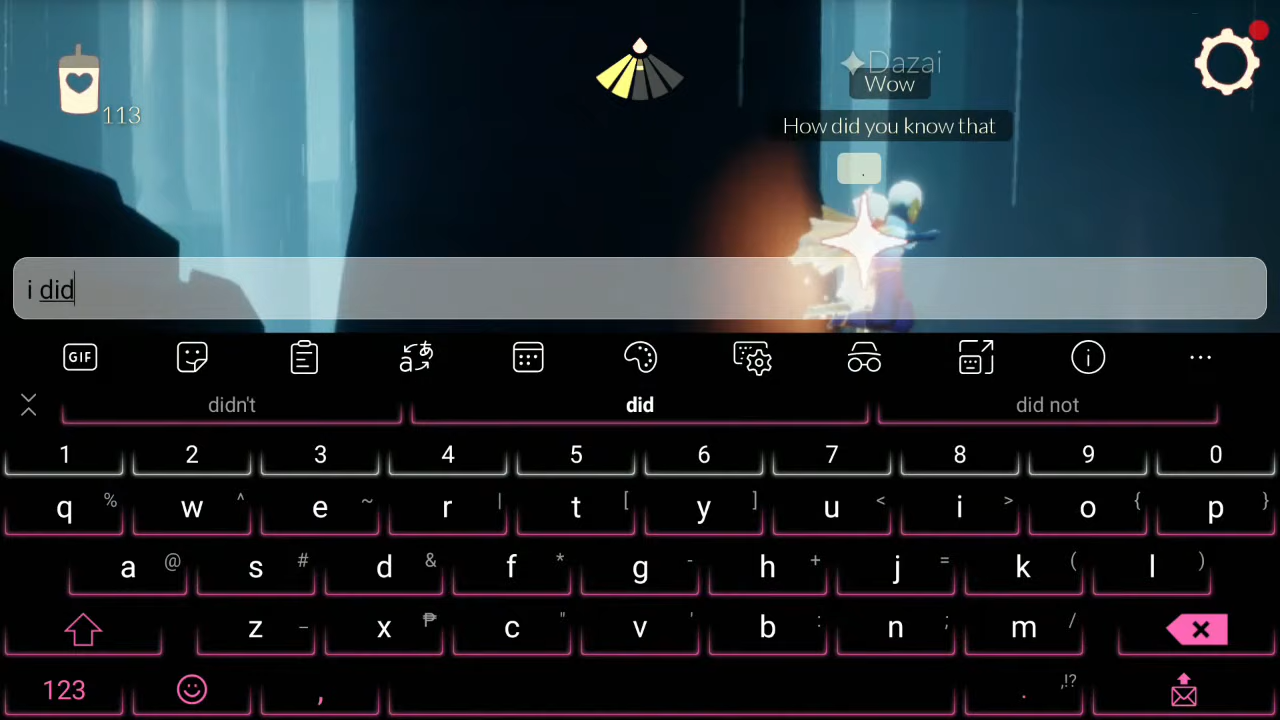 113
Dazai
Wow
How did you know that
.
i did
GIF
didn't did did not
1 2 3 4 5 6 7 8 9 0
q % w ^ e ~ r | t [ y ] u < i > o { p }
a @ s # d & f * g - h + j = k ( l )
z _ x ₱ c " v ' b : n ; m /
123 , . ,!?